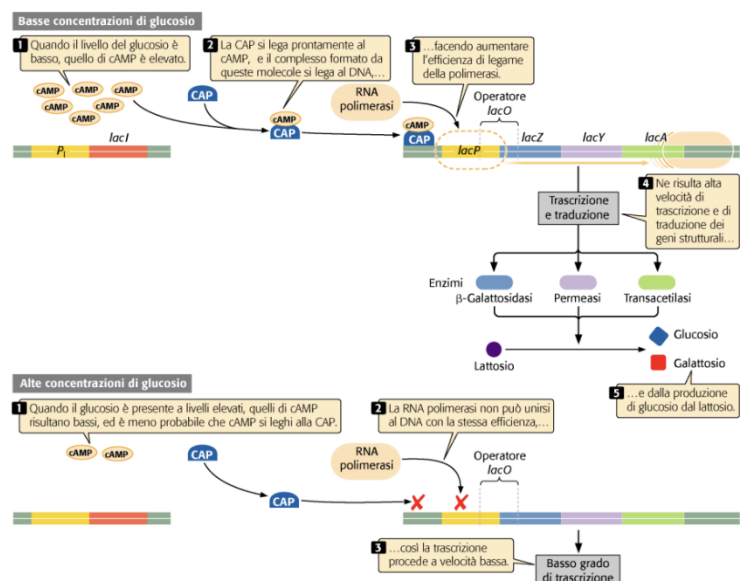 Basse concentrazioni di glucosio
1 Quando il livello del glucosio è
basso, quello di cAMP è elevato.
2 La CAP si lega prontamente al
cAMP, e il complesso formato da
queste molecole si lega al DNA,…
3 …facendo aumentare
l'efficienza di legame
della polimerasi.
cAMP
cAMP
cAMP
cAMP
cAMP
cAMP
CAP
cAMP
CAP
RNA
polimerasi
Operatore
lacO
cAMP
CAP
PI
lacI
lacP
lacZ
lacY
lacA
Trascrizione
e traduzione
4 Ne risulta alta
velocità di
trascrizione e di
traduzione dei
geni strutturali…
Enzimi
β-Galattosidasi
Permeasi
Transacetilasi
Lattosio
Glucosio
Galattosio
5 …e dalla produzione
di glucosio dal lattosio.
Alte concentrazioni di glucosio
1 Quando il glucosio è presente a livelli elevati, quelli di cAMP
risultano bassi, ed è meno probabile che cAMP si leghi alla CAP.
2 La RNA polimerasi non può unirsi
al DNA con la stessa efficienza,…
cAMP
cAMP
CAP
CAP
RNA
polimerasi
Operatore
lacO
3 …così la trascrizione
procede a velocità bassa.
Basso grado
di trascrizione